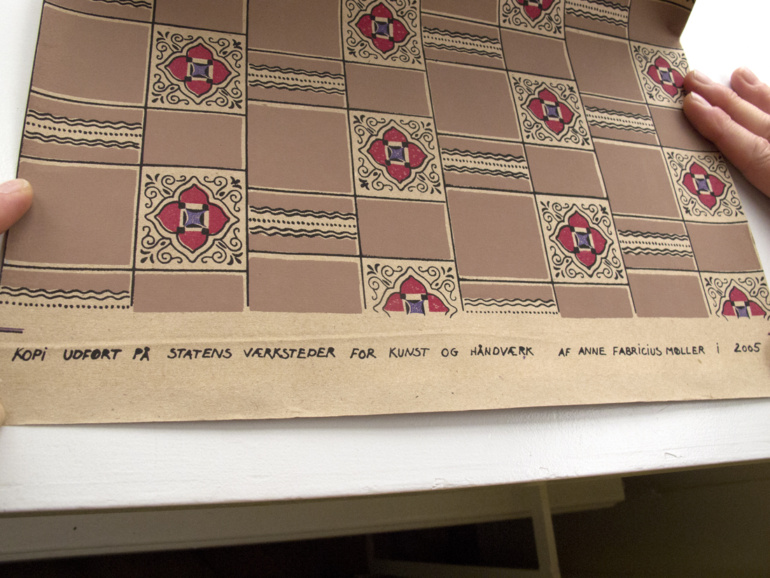 KOPI UDFØRT PÅ STATENS VÆRKSTEDER FOR KUNST OG HÅNDVÆRK AF ANNE FABRICIUS MØLLER I 2005